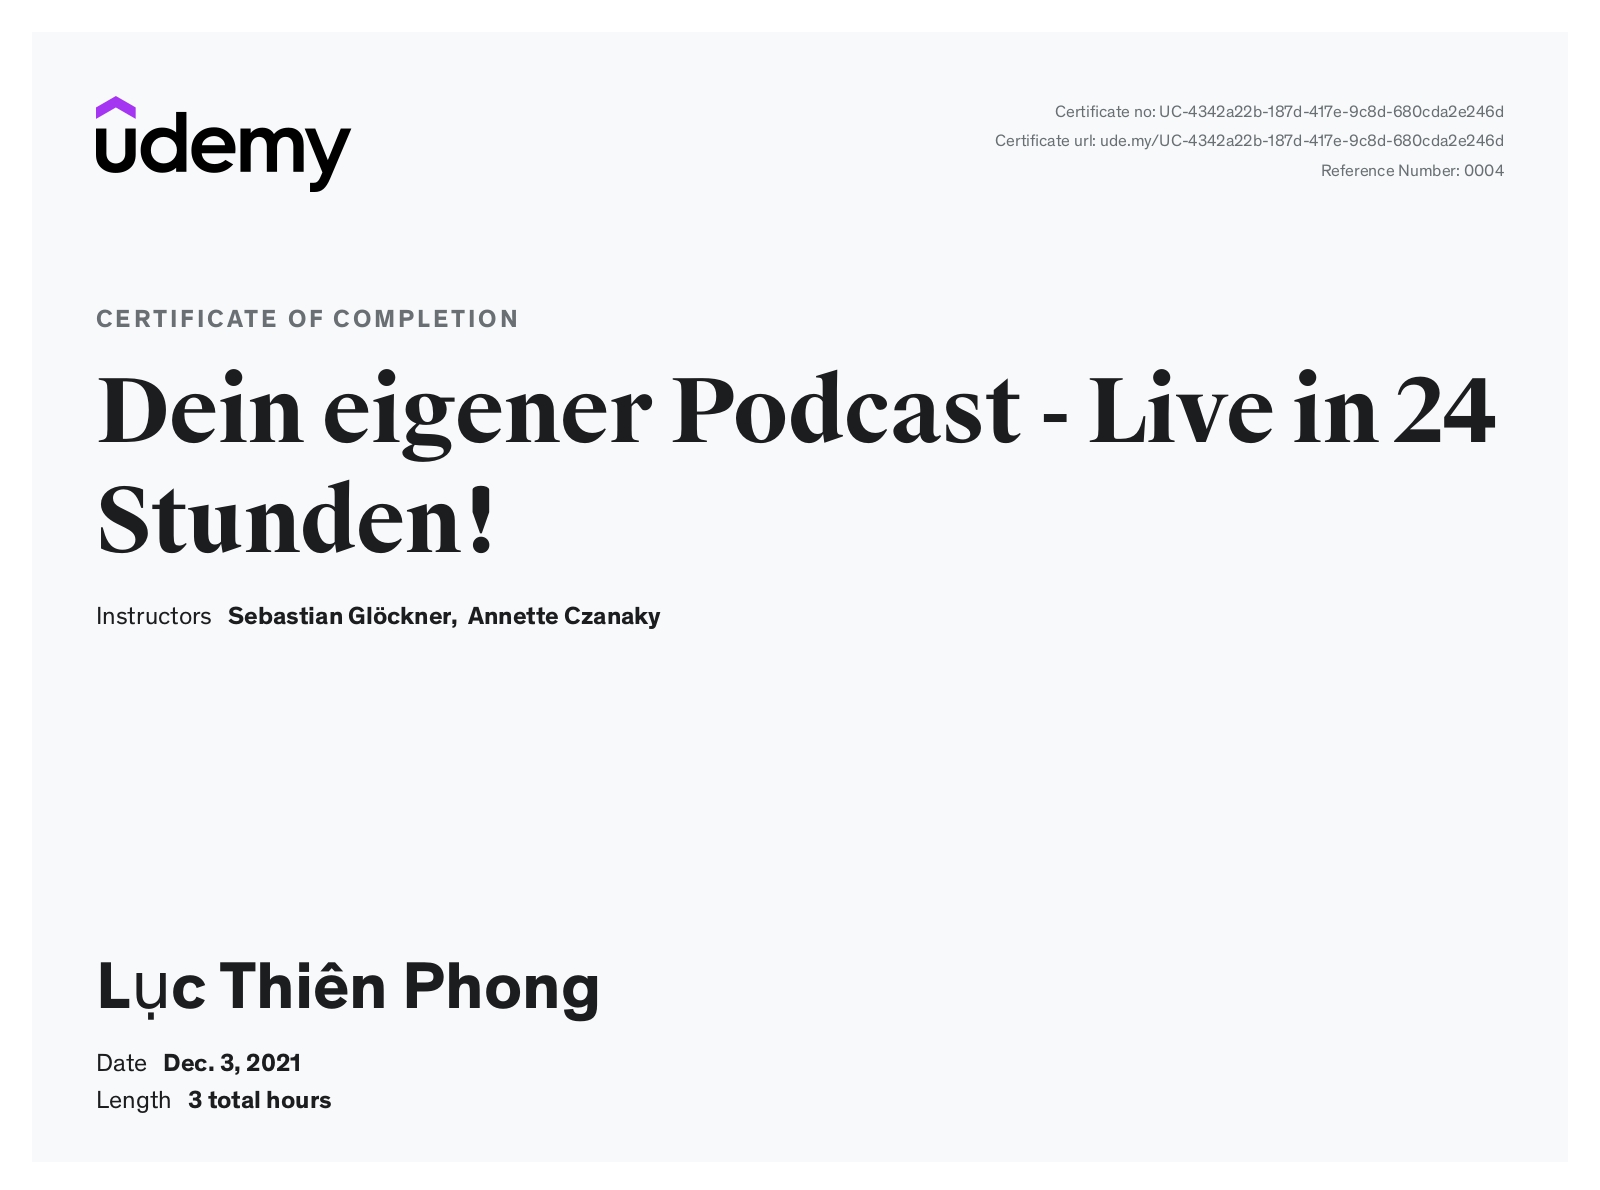 udemy
Certificate no: UC-4342a22b-187d-417e-9c8d-680cda2e246d
Certificate url: ude.my/UC-4342a22b-187d-417e-9c8d-680cda2e246d
Reference Number: 0004
CERTIFICATE OF COMPLETION
Dein eigener Podcast - Live in 24
Stunden!
Instructors Sebastian Glöckner, Annette Czanaky
Lục Thiên Phong
Date Dec. 3, 2021
Length 3 total hours